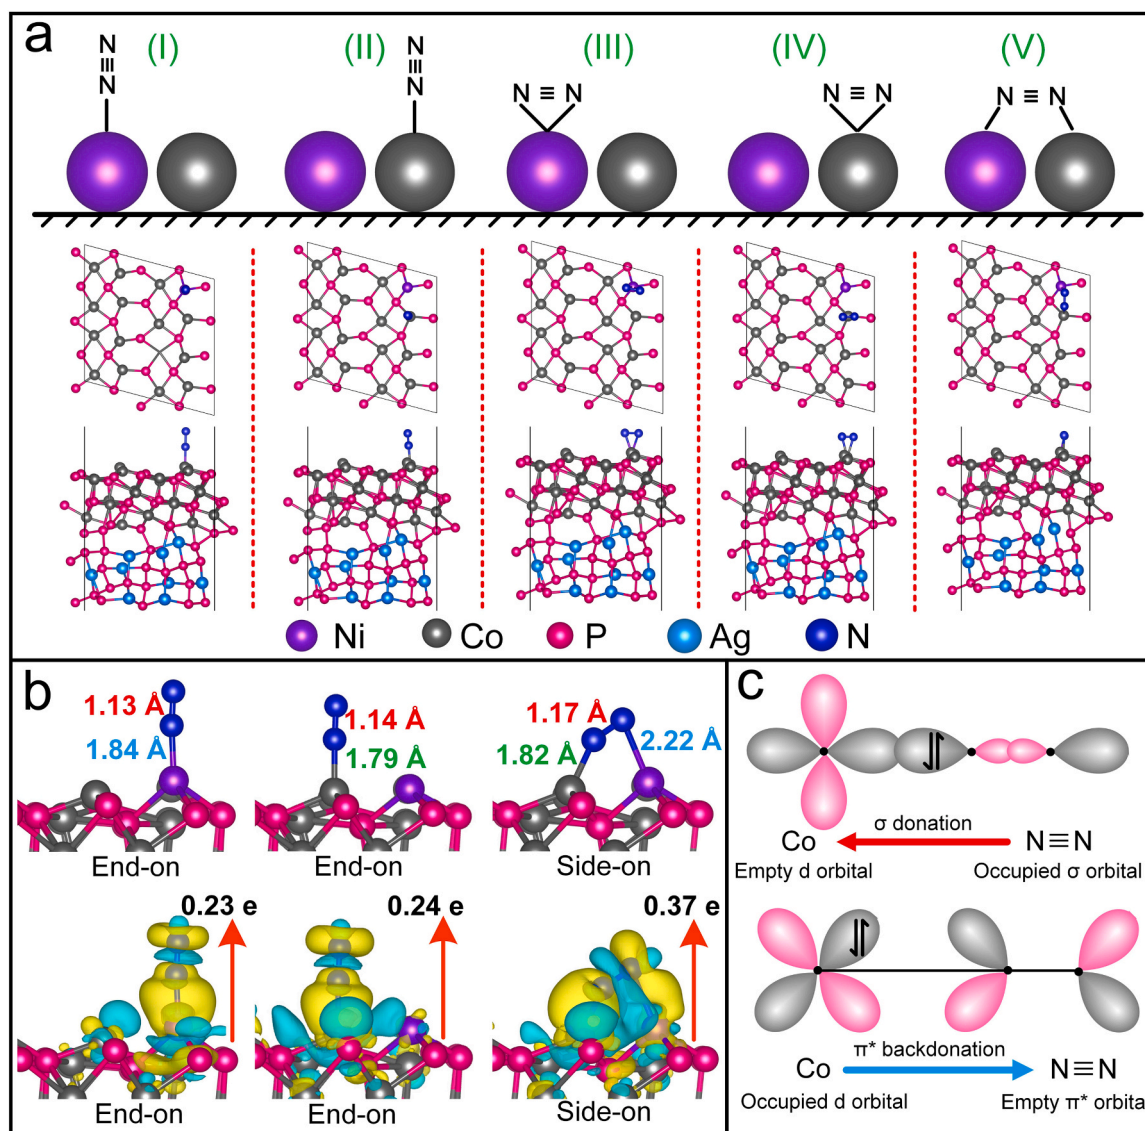 a
(I)
(II)
(III)
(IV)
(V)
N≡N
N≡N
N ≡ N
N ≡ N
N ≡ N
Ni
Co
P
Ag
N
b
1.13 Å
1.84 Å
1.14 Å
1.79 Å
1.17 Å
1.82 Å
2.22 Å
End-on
End-on
Side-on
0.23 e
0.24 e
0.37 e
End-on
End-on
Side-on
c
σ donation
Co
N≡N
Empty d orbital
Occupied σ orbital
π* backdonation
Co
N≡N
Occupied d orbital
Empty π* orbita